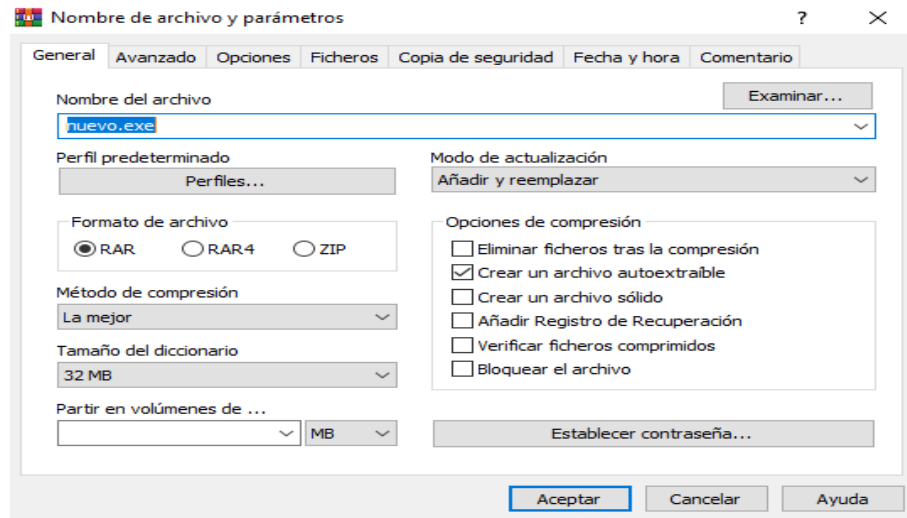 Nombre de archivo y parámetros ?
General Avanzado Opciones Ficheros Copia de seguridad Fecha y hora Comentario
Nombre del archivo
Examinar...
nuevo.exe
Perfil predeterminado
Perfiles...
Modo de actualización
Añadir y reemplazar
Formato de archivo
RAR RAR4 ZIP
Método de compresión
La mejor
Tamaño del diccionario
32 MB
Partir en volúmenes de ...
MB
Opciones de compresión
Eliminar ficheros tras la compresión
Crear un archivo autoextraíble
Crear un archivo sólido
Añadir Registro de Recuperación
Verificar ficheros comprimidos
Bloquear el archivo
Establecer contraseña...
Aceptar Cancelar Ayuda